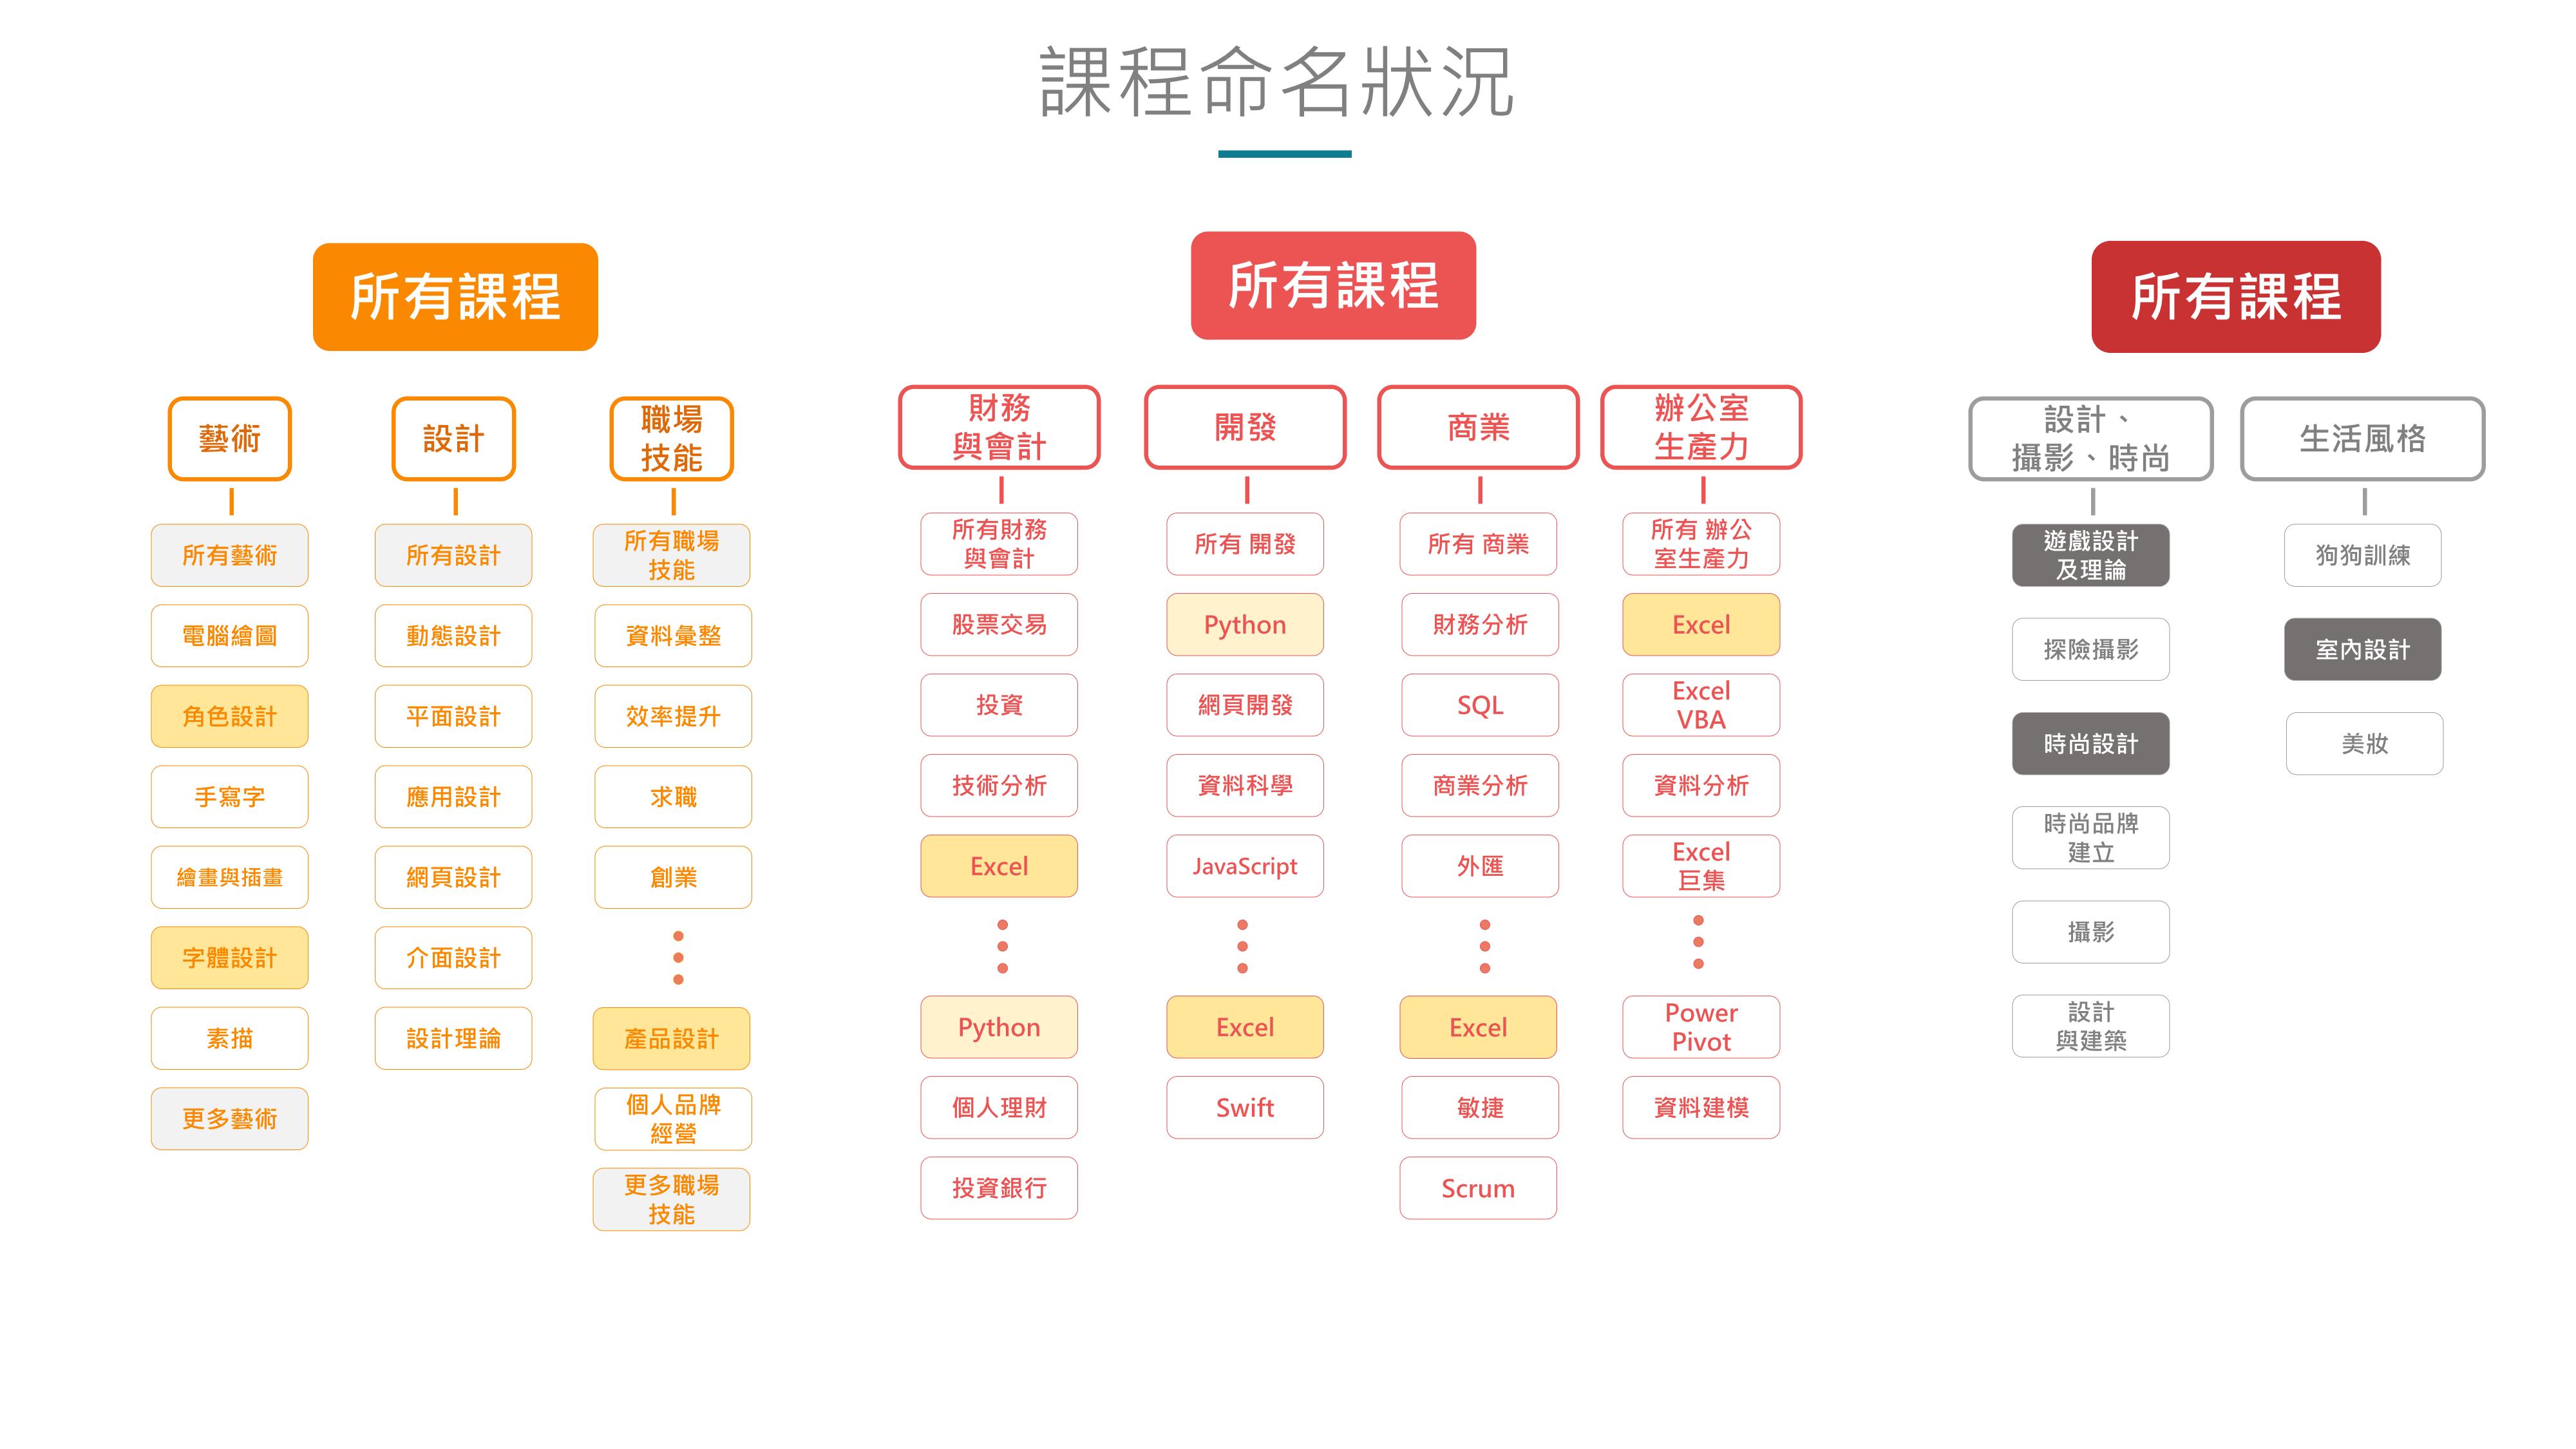 課程命名狀況
所有課程
藝術
所有藝術
電腦繪圖
角色設計
手寫字
繪畫與插畫
字體設計
素描
更多藝術
設計
所有設計
動態設計
平面設計
應用設計
網頁設計
介面設計
設計理論
職場
技能
所有職場
技能
資料彙整
效率提升
求職
創業
產品設計
個人品牌
經營
更多職場
技能
所有課程
財務
與會計
所有財務
與會計
股票交易
投資
技術分析
Excel
Python
個人理財
投資銀行
開發
所有 開發
Python
網頁開發
資料科學
JavaScript
Excel
Swift
商業
所有 商業
財務分析
SQL
商業分析
外匯
Excel
敏捷
Scrum
辦公室
生產力
所有 辦公
室生產力
Excel
Excel
VBA
資料分析
Excel
巨集
Power
Pivot
資料建模
所有課程
設計、
攝影、時尚
遊戲設計
及理論
探險攝影
時尚設計
時尚品牌
建立
攝影
設計
與建築
生活風格
狗狗訓練
室內設計
美妝